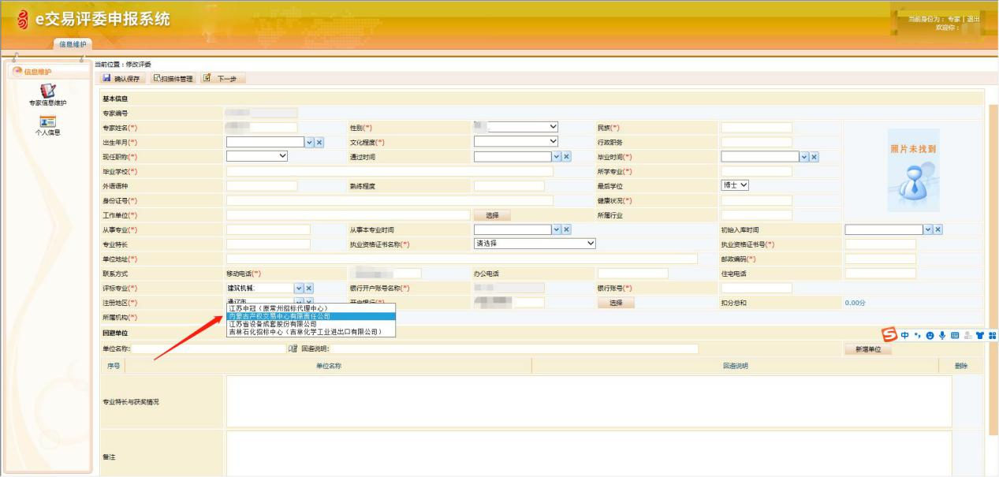 e交易评委申报系统
当前身份为：专家 | 退出
欢迎你：
信息维护
信息维护
专家信息维护
个人信息
当前位置：修改评委
确认保存 扫描件管理 下一步
基本信息
专家编号
专家姓名(*) 性别(*) 民族(*)
照片未找到
出生年月(*) 文化程度(*) 行政职务
现任职称(*) 通过时间 毕业时间(*)
毕业学校(*) 所学专业(*)
外语语种 熟练程度 最后学位 博士
身份证号(*) 健康状况(*)
工作单位(*) 选择 所属行业
从事专业(*) 从事本专业时间 初始入库时间
专业特长 执业资格证书名称(*) 请选择 执业资格证书号(*)
单位地址(*) 邮政编码(*)
联系方式 移动电话(*) 办公电话 住宅电话
评标专业(*) 建筑机械; 银行开户账号名称(*) 银行账号(*)
注册地区(*) 通辽市 开户银行(*) 选择 扣分总和 0.00分
所属机构(*)
江苏中冠（原常州招标代理中心）
内蒙古产权交易中心有限责任公司
江苏省设备成套股份有限公司
吉林石化招标中心（吉林化学工业进出口有限公司）
回避单位
中
单位名称: 回避说明: 新增单位
序号 单位名称 回避说明 删除
专业特长与获奖情况
备注